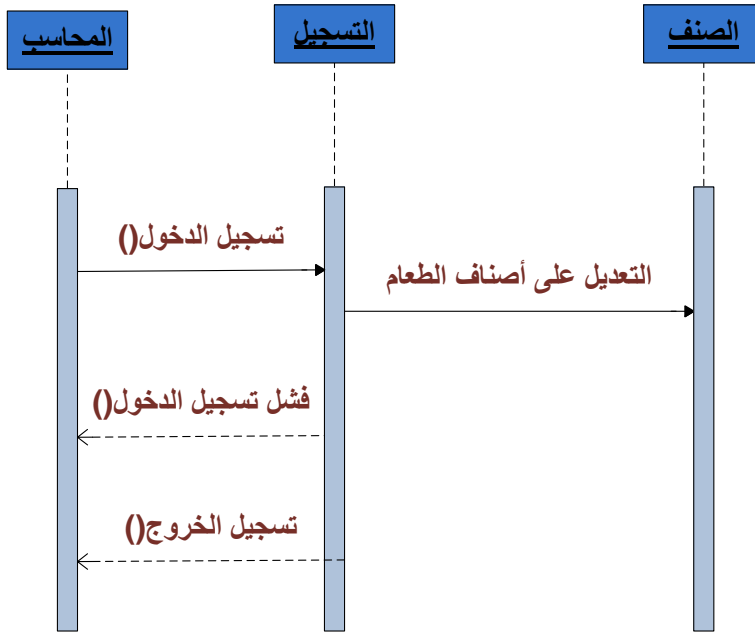 المحاسب
التسجيل
الصنف
تسجيل الدخول()
التعديل على أصناف الطعام
فشل تسجيل الدخول()
تسجيل الخروج()